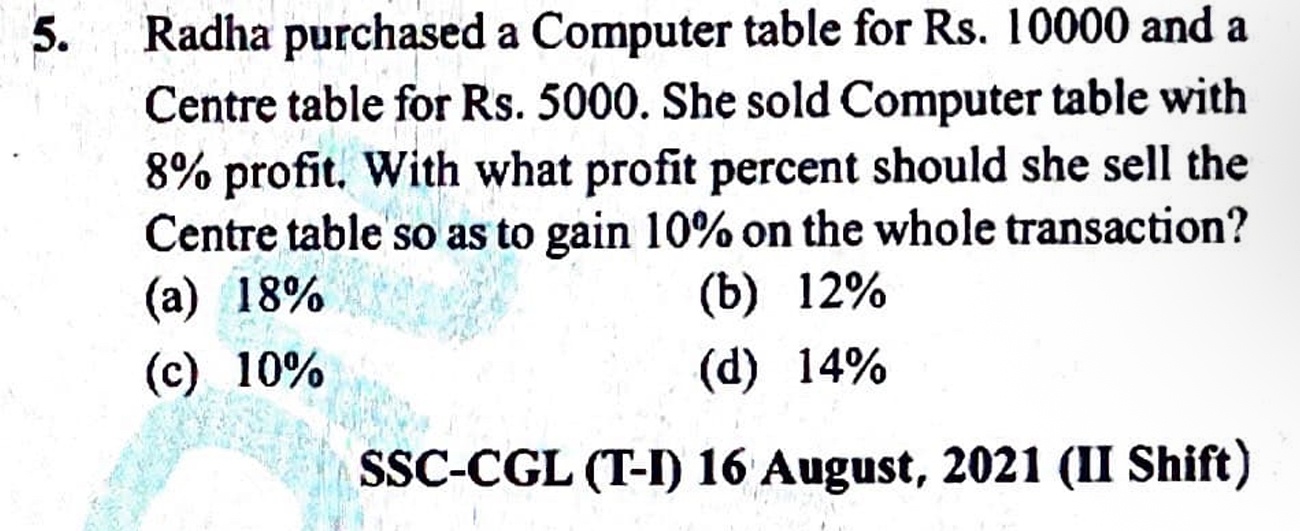 5. Radha purchased a Computer table for Rs. 10000 and a
Centre table for Rs. 5000. She sold Computer table with
8% profit. With what profit percent should she sell the
Centre table so as to gain 10% on the whole transaction?
(a) 18% (b) 12%
(c) 10% (d) 14%
SSC-CGL (T-I) 16 August, 2021 (II Shift)